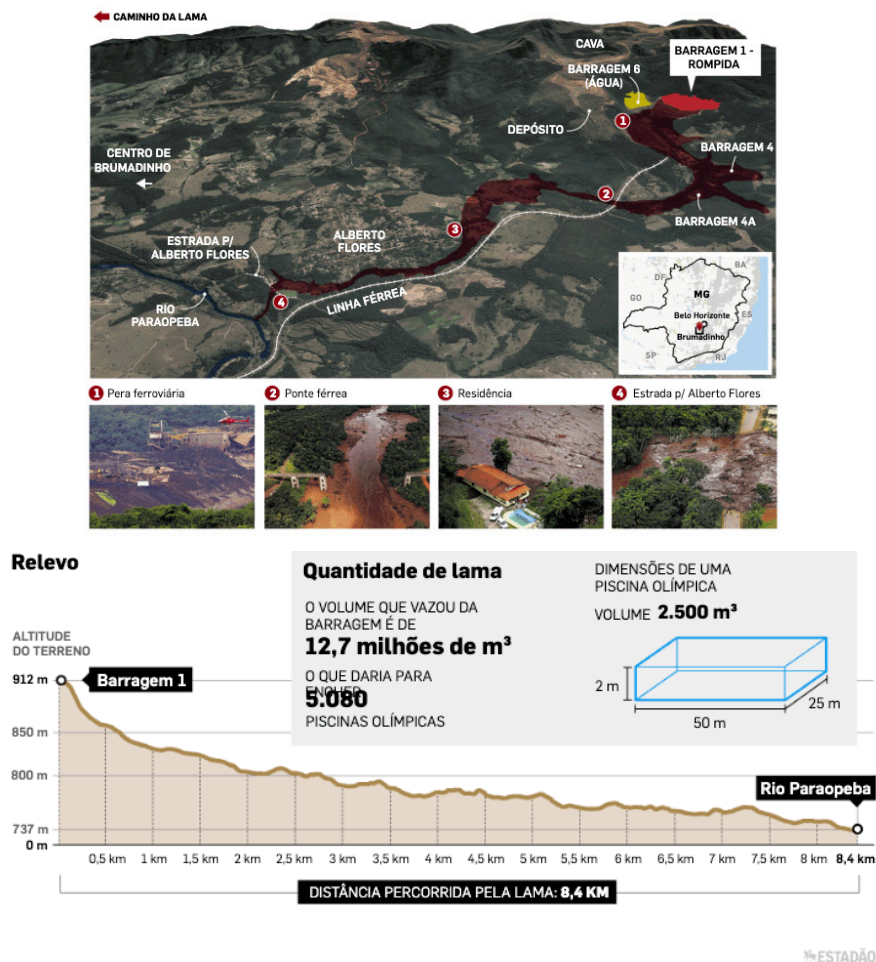 CAMINHO DA LAMA
CAVA
BARRAGEM 1 -
ROMPIDA
BARRAGEM 6
(ÁGUA)
1
DEPÓSITO
BARRAGEM 4
CENTRO DE
BRUMADINHO
2
BARRAGEM 4A
3
ALBERTO
FLORES
ESTRADA P/
ALBERTO FLORES
4
LINHA FÉRREA
RIO
PARAOPEBA
BA
DF
GO
MG
Belo Horizonte
ES
Brumadinho
SP
RJ
1 Pera ferroviária
2 Ponte férrea
3 Residência
4 Estrada p/ Alberto Flores
Relevo
ALTITUDE
DO TERRENO
Quantidade de lama
O VOLUME QUE VAZOU DA
BARRAGEM É DE
12,7 milhões de m³
O QUE DARIA PARA
ENCHER
5.080
PISCINAS OLÍMPICAS
DIMENSÕES DE UMA
PISCINA OLÍMPICA
VOLUME 2.500 m³
2 m
25 m
50 m
912 m
Barragem 1
850 m
800 m
Rio Paraopeba
737 m
0 m
0,5 km 1 km 1,5 km 2 km 2,5 km 3 km 3,5 km 4 km 4,5 km 5 km 5,5 km 6 km 6,5 km 7 km 7,5 km 8 km 8,4 km
DISTÂNCIA PERCORRIDA PELA LAMA: 8,4 KM
ESTADÃO